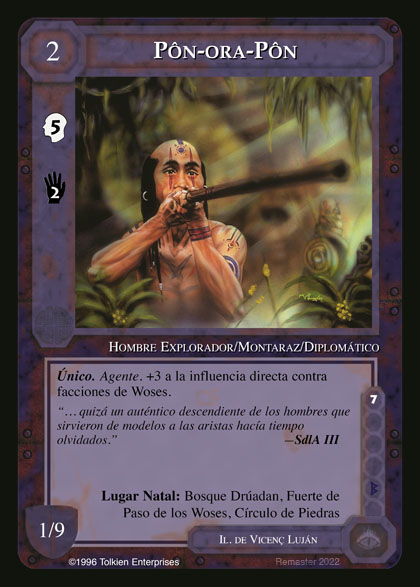 2
PÔN-ORA-PÔN
5
2
HOMBRE EXPLORADOR/MONTARAZ/DIPLOMÁTICO
Único. Agente. +3 a la influencia directa contra
facciones de Woses.
“… quizá un auténtico descendiente de los hombres que
sirvieron de modelos a las aristas hacía tiempo
olvidados.” —SdlA III
7
Lugar Natal: Bosque Drúadan, Fuerte de
Paso de los Woses, Círculo de Piedras
1/9
IL. DE VICENÇ LUJÁN
©1996 Tolkien Enterprises
Remaster 2022